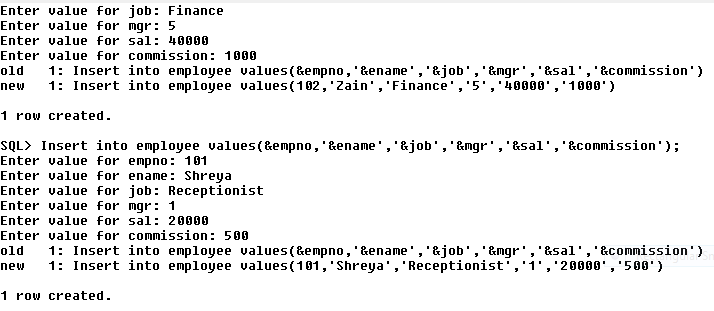 Enter value for job: Finance
Enter value for mgr: 5
Enter value for sal: 40000
Enter value for commission: 1000
old   1: Insert into employee values(&empno,'&ename','&job','&mgr','&sal','&commission')
new   1: Insert into employee values(102,'Zain','Finance','5','40000','1000')
1 row created.
SQL> Insert into employee values(&empno,'&ename','&job','&mgr','&sal','&commission');
Enter value for empno: 101
Enter value for ename: Shreya
Enter value for job: Receptionist
Enter value for mgr: 1
Enter value for sal: 20000
Enter value for commission: 500
old   1: Insert into employee values(&empno,'&ename','&job','&mgr','&sal','&commission')
new   1: Insert into employee values(101,'Shreya','Receptionist','1','20000','500')
1 row created.